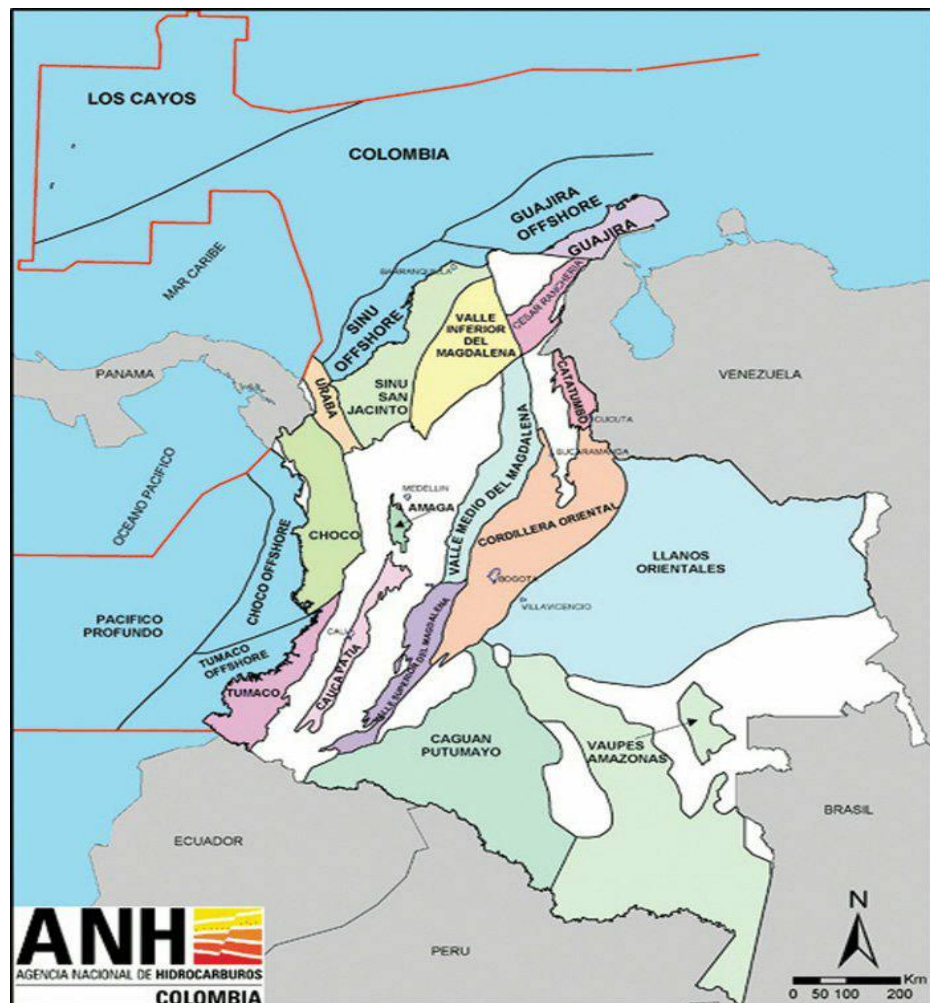 LOS CAYOS
COLOMBIA
GUAJIRA
OFFSHORE
GUAJIRA
MAR CARIBE
BARRANQUILLA
CESAR RANCHERIA
SINU
OFFSHORE
VALLE
INFERIOR
DEL
MAGDALENA
PANAMA
URABA
SINU
SAN
JACINTO
CATATUMBO
VENEZUELA
CUCUTA
BUCARAMANGA
OCEANO PACIFICO
MEDELLIN
AMAGA
VALLE MEDIO DEL MAGDALENA
CORDILLERA ORIENTAL
CHOCO
CHOCO OFFSHORE
LLANOS
ORIENTALES
BOGOTA
VILLAVICENCIO
PACIFICO
PROFUNDO
TUMACO
OFFSHORE
CALI
CAUCA PATIA
VALLE SUPERIOR DEL MAGDALENA
TUMACO
CAGUAN
PUTUMAYO
VAUPES
AMAZONAS
BRASIL
ECUADOR
PERU
N
Km
0 50 100 200
ANH
AGENCIA NACIONAL DE HIDROCARBUROS
COLOMBIA